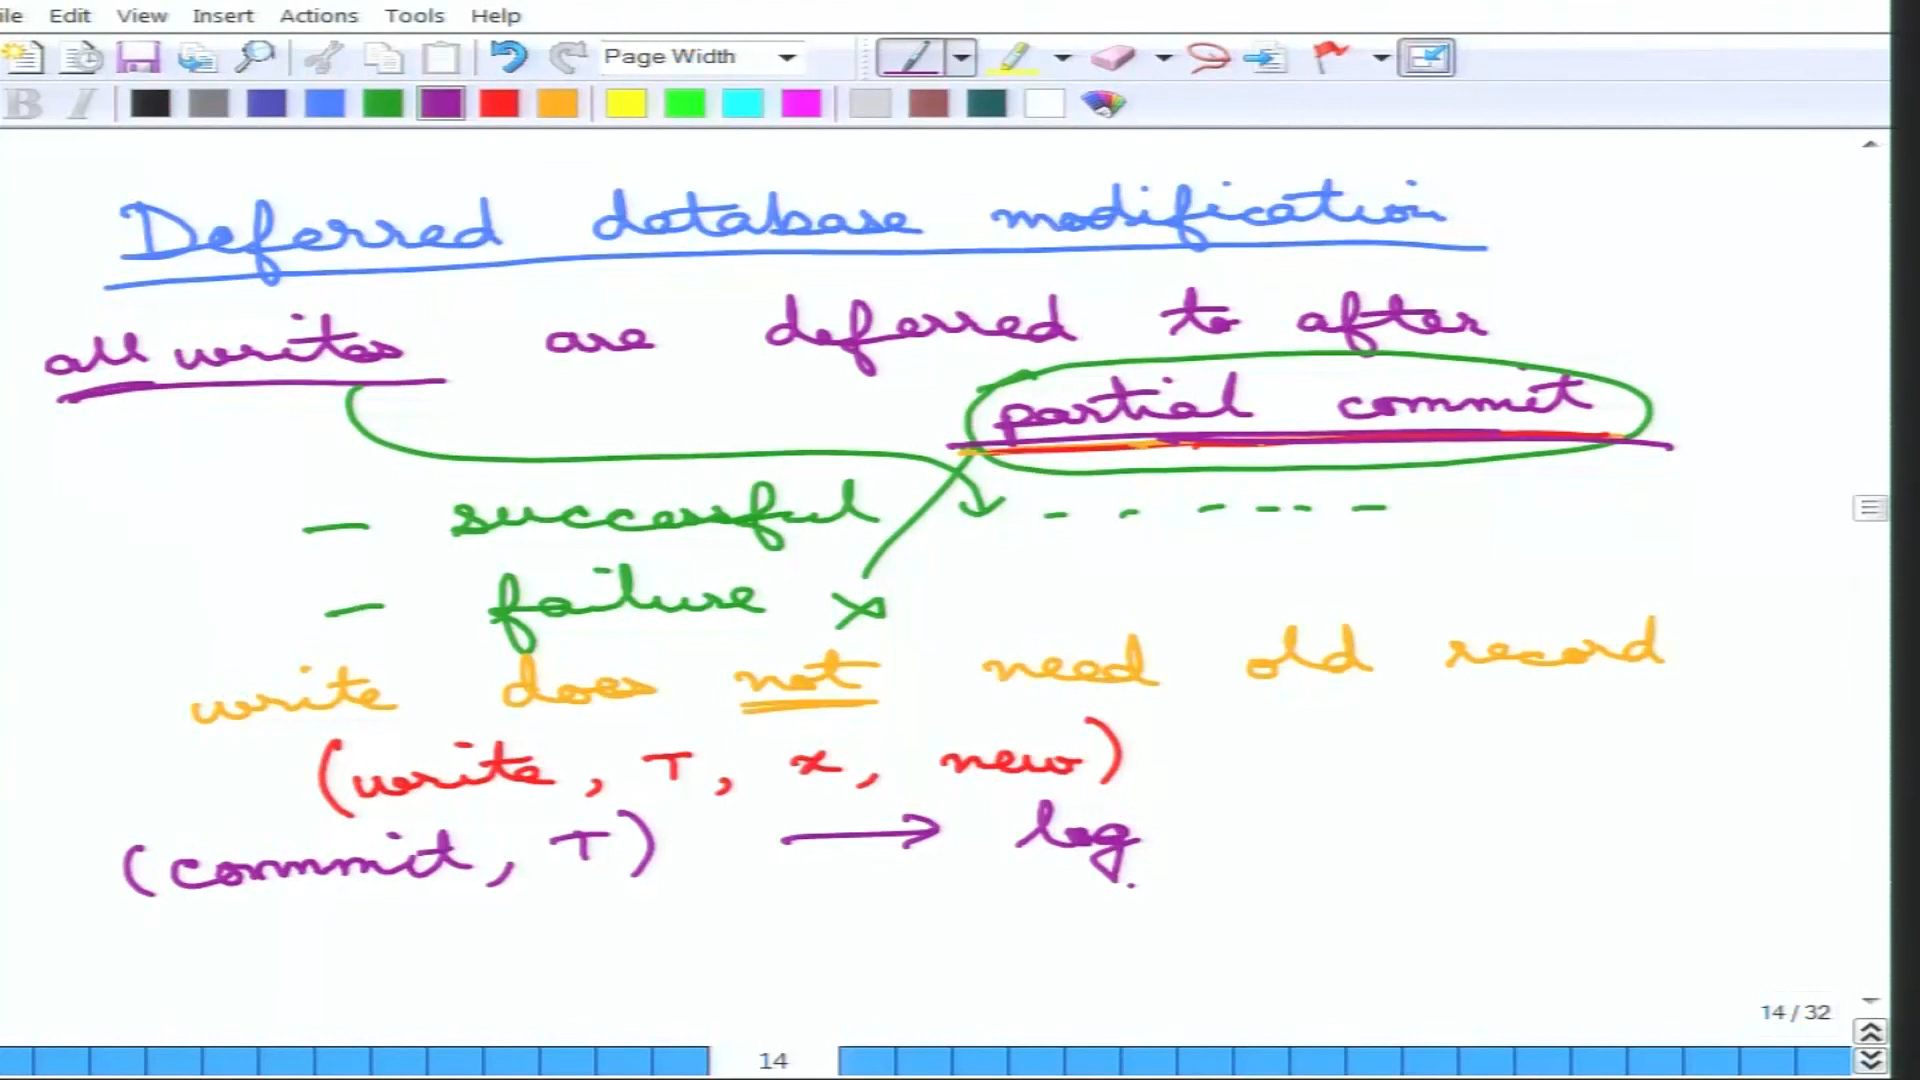 ile Edit View Insert Actions Tools Help
Page Width
B I
Deferred database modification
all writes are deferred to after
partial commit
- successful
- failure
write does not need old record
(write, T, x, new)
(commit, T) → log
14 / 32
14